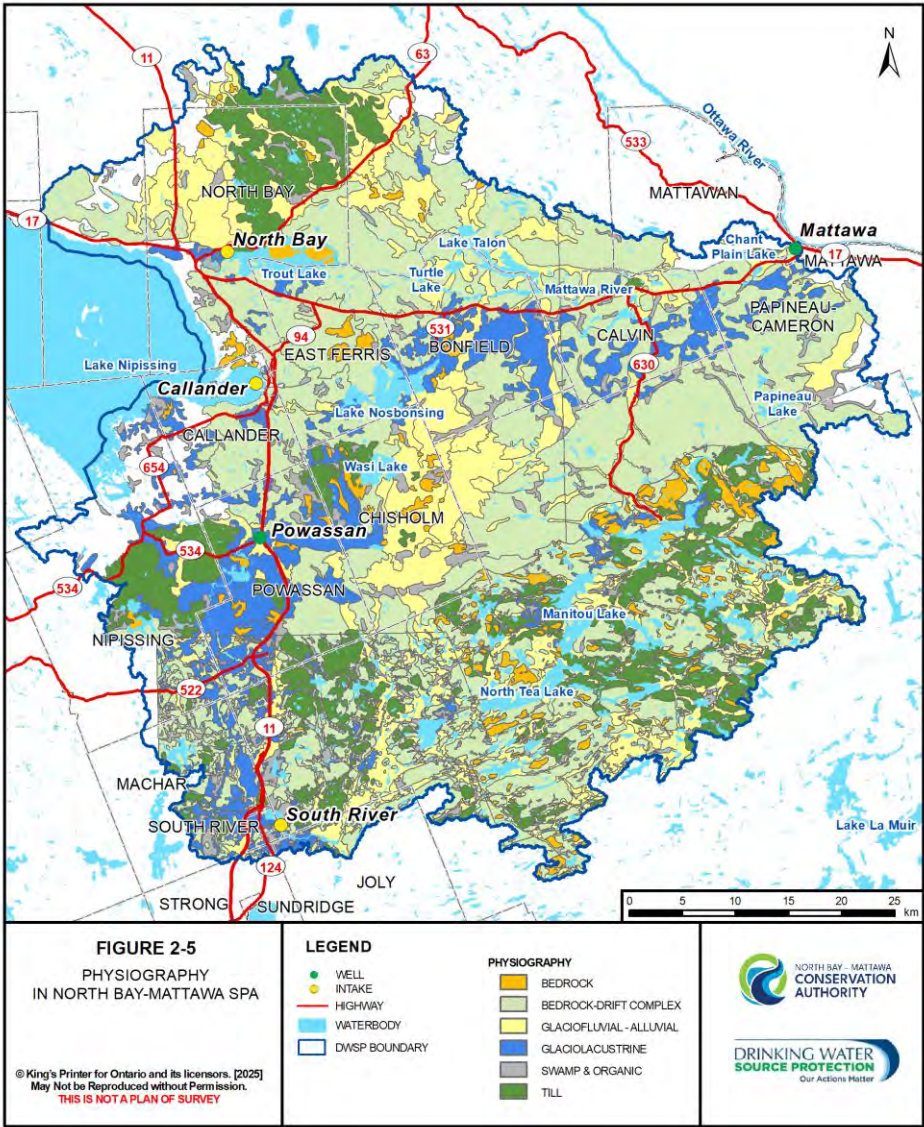 11
63
N
533
Ottawa River
MATTAWAN
NORTH BAY
17
North Bay
Lake Talon
Mattawa
Chant
Plain Lake
17
MATTAWA
Trout Lake
Turtle
Lake
Mattawa River
94
531
BONFIELD
CALVIN
PAPINEAU-
CAMERON
EAST FERRIS
630
Lake Nipissing
Callander
Papineau
Lake
Lake Nosbonsing
CALLANDER
654
Wasi Lake
CHISHOLM
Powassan
534
534
POWASSAN
Manitou Lake
NIPISSING
522
North Tea Lake
11
MACHAR
South River
SOUTH RIVER
Lake La Muir
124
JOLY
STRONG
SUNDRIDGE
0 5 10 15 20 25
km
FIGURE 2-5
PHYSIOGRAPHY
IN NORTH BAY-MATTAWA SPA
© King's Printer for Ontario and its licensors. [2025]
May Not be Reproduced without Permission.
THIS IS NOT A PLAN OF SURVEY
LEGEND
WELL
INTAKE
HIGHWAY
WATERBODY
DWSP BOUNDARY
PHYSIOGRAPHY
BEDROCK
BEDROCK-DRIFT COMPLEX
GLACIOFLUVIAL - ALLUVIAL
GLACIOLACUSTRINE
SWAMP & ORGANIC
TILL
NORTH BAY - MATTAWA
CONSERVATION
AUTHORITY
DRINKING WATER
SOURCE PROTECTION
Our Actions Matter